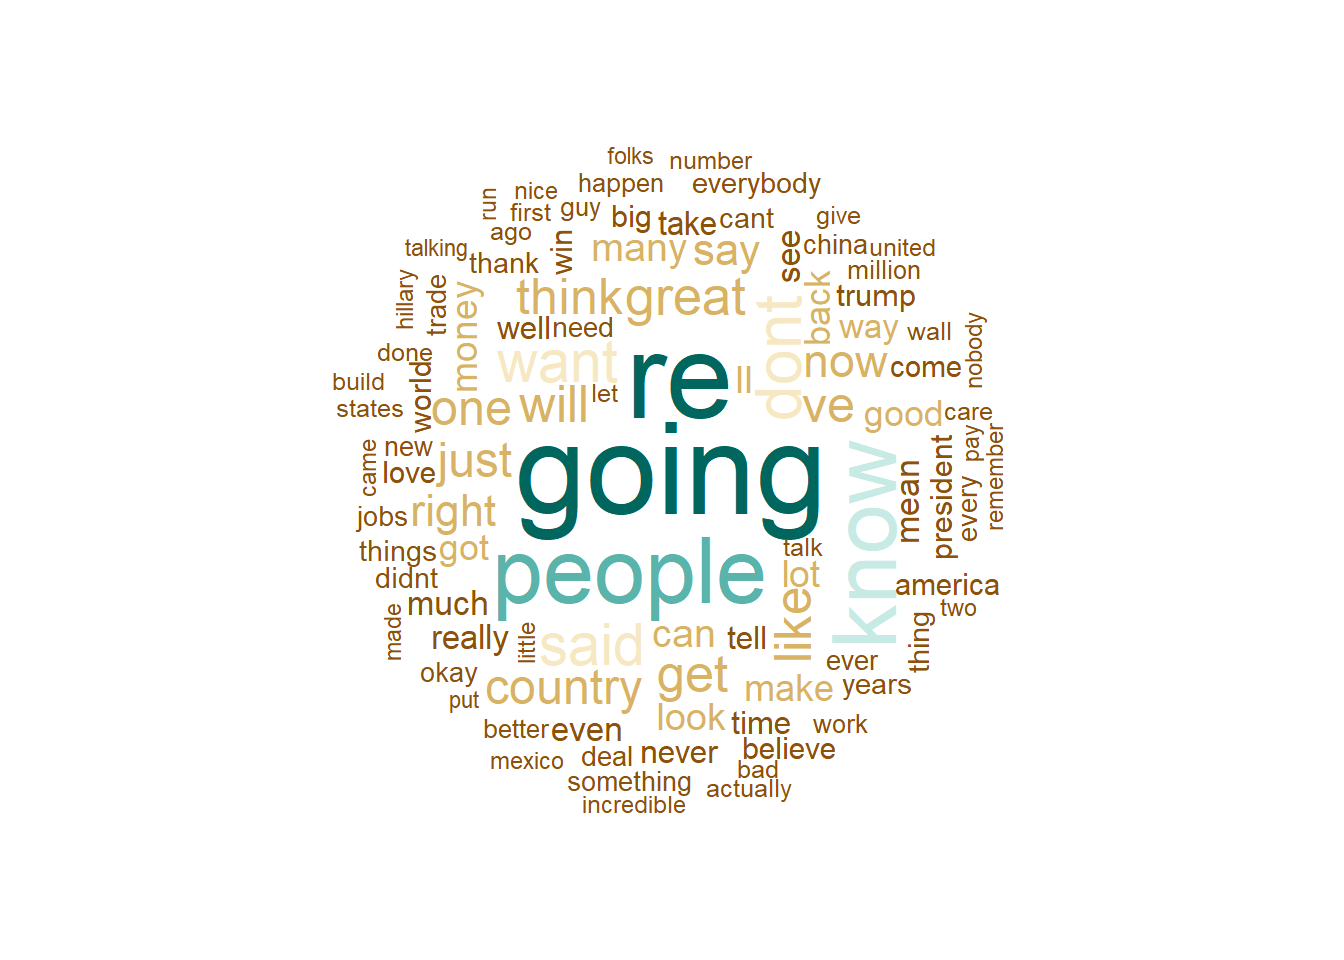 folks
number
happen
everybody
nice
run
first
guy
big
take
cant
give
ago
talking
thank
win
many
say
see
china
united
million
hillary
trade
money
think
great
dont
back
trump
well
need
way
wall
nobody
done
want
re
ll
now
come
build
world
states
one
will
let
ve
good
care
came
new
love
just
going
know
mean
president
every
pay
remember
jobs
right
things
got
people
talk
lot
didnt
america
much
like
two
made
really
little
said
can
tell
thing
okay
ever
put
country
get
make
years
look
better
even
time
work
mexico
deal
never
believe
bad
something
actually
incredible